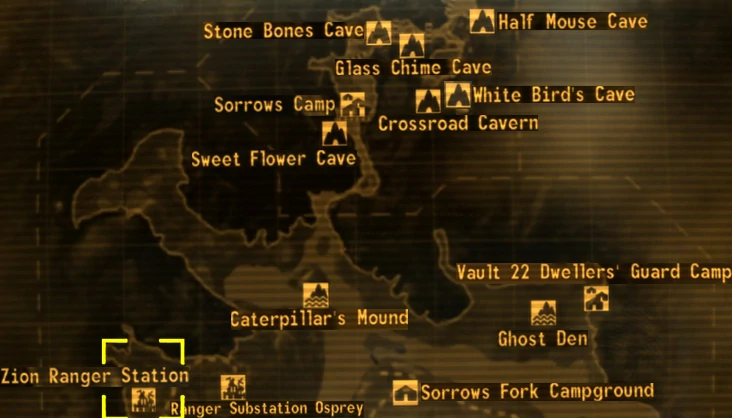 Stone Bones Cave
Half Mouse Cave
Glass Chime Cave
Sorrows Camp
White Bird's Cave
Crossroad Cavern
Sweet Flower Cave
Vault 22 Dwellers' Guard Camp
Caterpillar's Mound
Ghost Den
Zion Ranger Station
Sorrows Fork Campground
Ranger Substation Osprey